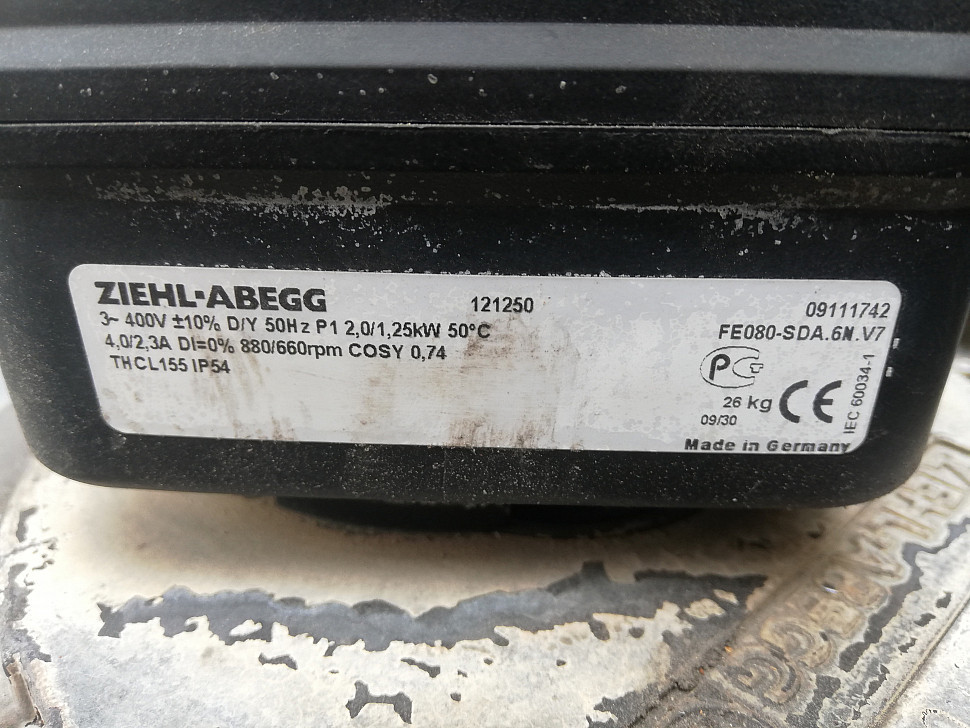 ZIEHL-ABEGG
121250
09111742
3~ 400V ±10% D/Y 50Hz P1 2,0/1,25kW 50°C
FE080-SDA.6N.V7
4,0/2,3A DI=0% 880/660rpm COSY 0,74
THCL155 IP54
PC
26 kg
CE
IEC 60034-1
09/30
Made in Germany